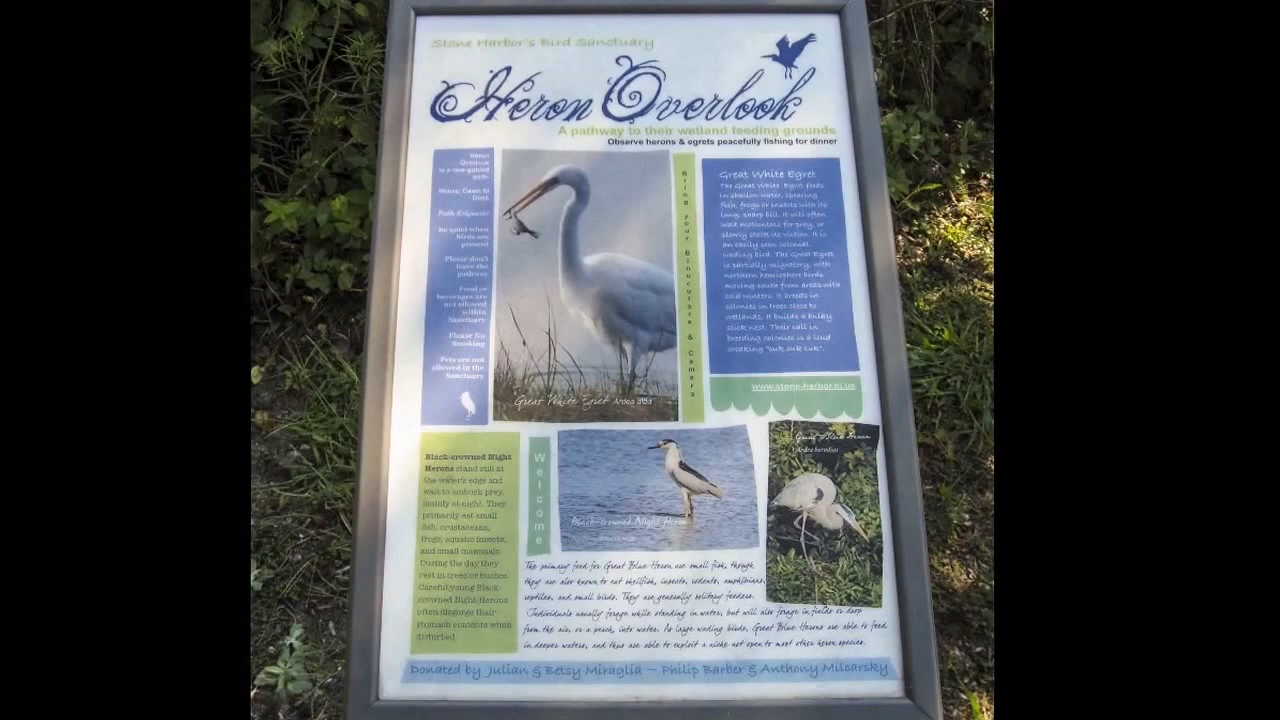 Stone Harbor's Bird Sanctuary
Heron Overlook
A pathway to their wetland feeding grounds
Observe herons & egrets peacefully fishing for dinner
Heron
Overlook
is a self-guided
path.
Hours: Dawn to
Dusk
Path Etiquette
Be quiet when
birds are
present
Please don't
leave the
pathway
Food or
beverages are
not allowed
within
Sanctuary
Please No
Smoking
Pets are not
allowed in the
Sanctuary
Great White Egret Ardea alba
Bring your Binoculars & Camera
Great White Egret
The Great White Egret feeds
in shallow water, spearing
fish, frogs or insects with its
long, sharp bill. It will often
wait motionless for prey, or
slowly stalk its victim. It is
an easily seen colonial
wading bird. The Great Egret
is partially migratory, with
northern hemisphere birds
moving south from areas with
cold winters. It breeds in
colonies in trees close to
wetlands. It builds a bulky
stick nest. Their call in
breeding colonies is a loud
croaking "cuk cuk cuk".
www.stone-harbor.nj.us
Black-crowned Night
Herons stand still at
the water's edge and
wait to ambush prey,
mainly at night. They
primarily eat small
fish, crustaceans,
frogs, aquatic insects,
and small mammals.
During the day they
rest in trees or bushes.
Careful, young Black-
crowned Night-Herons
often disgorge their
stomach contents when
disturbed.
Welcome
Black-crowned Night Heron
Great Blue Heron
Ardea herodias
The primary food for Great Blue Heron are small fish, though
they are also known to eat shellfish, insects, rodents, amphibians,
reptiles, and small birds. They are generally solitary feeders.
Individuals usually forage while standing in water, but will also forage in fields or drop
from the air, or a perch, into water. As large wading birds, Great Blue Herons are able to feed
in deeper waters, and thus are able to exploit a niche not open to most other heron species.
Donated by Julian & Betsy Miraglia — Philip Barber & Anthony Milcarsky